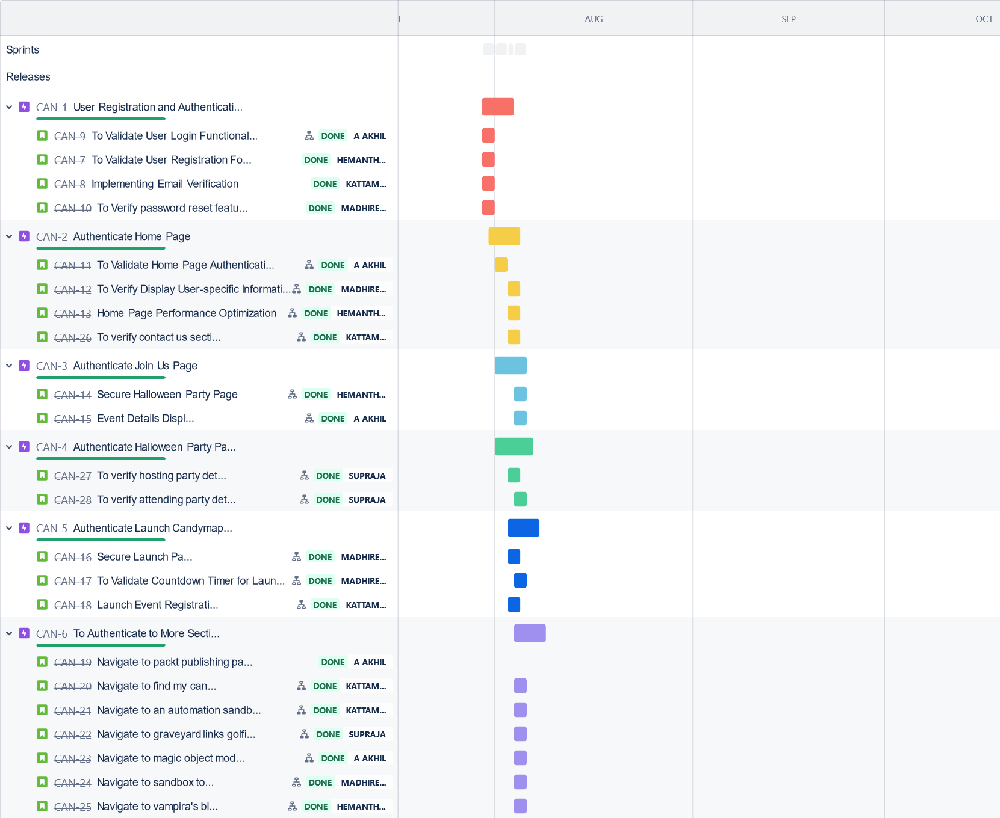 L AUG SEP OCT
Sprints
Releases
CAN-1 User Registration and Authenticati...
CAN-9 To Validate User Login Functional... DONE A AKHIL
CAN-7 To Validate User Registration Fo... DONE HEMANTH...
CAN-8 Implementing Email Verification DONE KATTAM...
CAN-10 To Verify password reset featu... DONE MADHIRE...
CAN-2 Authenticate Home Page
CAN-11 To Validate Home Page Authenticati... DONE A AKHIL
CAN-12 To Verify Display User-specific Informati... DONE MADHIRE...
CAN-13 Home Page Performance Optimization DONE HEMANTH...
CAN-26 To verify contact us secti... DONE KATTAM...
CAN-3 Authenticate Join Us Page
CAN-14 Secure Halloween Party Page DONE HEMANTH...
CAN-15 Event Details Displ... DONE A AKHIL
CAN-4 Authenticate Halloween Party Pa...
CAN-27 To verify hosting party det... DONE SUPRAJA
CAN-28 To verify attending party det... DONE SUPRAJA
CAN-5 Authenticate Launch Candymap...
CAN-16 Secure Launch Pa... DONE MADHIRE...
CAN-17 To Validate Countdown Timer for Laun... DONE MADHIRE...
CAN-18 Launch Event Registrati... DONE KATTAM...
CAN-6 To Authenticate to More Secti...
CAN-19 Navigate to packt publishing pa... DONE A AKHIL
CAN-20 Navigate to find my can... DONE KATTAM...
CAN-21 Navigate to an automation sandb... DONE KATTAM...
CAN-22 Navigate to graveyard links golfi... DONE SUPRAJA
CAN-23 Navigate to magic object mod... DONE A AKHIL
CAN-24 Navigate to sandbox to... DONE MADHIRE...
CAN-25 Navigate to vampira's bl... DONE HEMANTH...